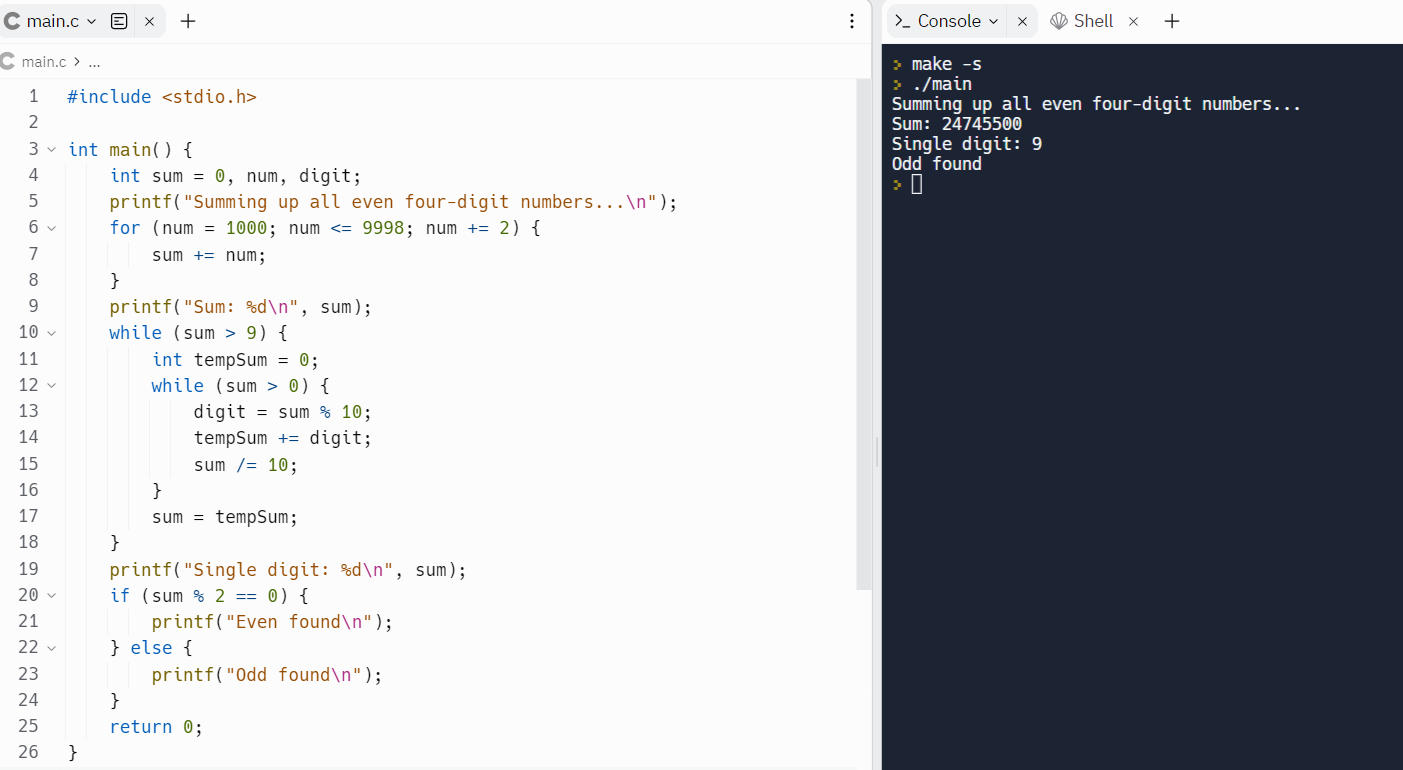 main.c
main.c > ...
1 #include <stdio.h>
2
3 int main() {
4     int sum = 0, num, digit;
5     printf("Summing up all even four-digit numbers...\n");
6     for (num = 1000; num <= 9998; num += 2) {
7         sum += num;
8     }
9     printf("Sum: %d\n", sum);
10     while (sum > 9) {
11         int tempSum = 0;
12         while (sum > 0) {
13             digit = sum % 10;
14             tempSum += digit;
15             sum /= 10;
16         }
17         sum = tempSum;
18     }
19     printf("Single digit: %d\n", sum);
20     if (sum % 2 == 0) {
21         printf("Even found\n");
22     } else {
23         printf("Odd found\n");
24     }
25     return 0;
26 }
Console
Shell
> make -s
> ./main
Summing up all even four-digit numbers...
Sum: 24745500
Single digit: 9
Odd found
>